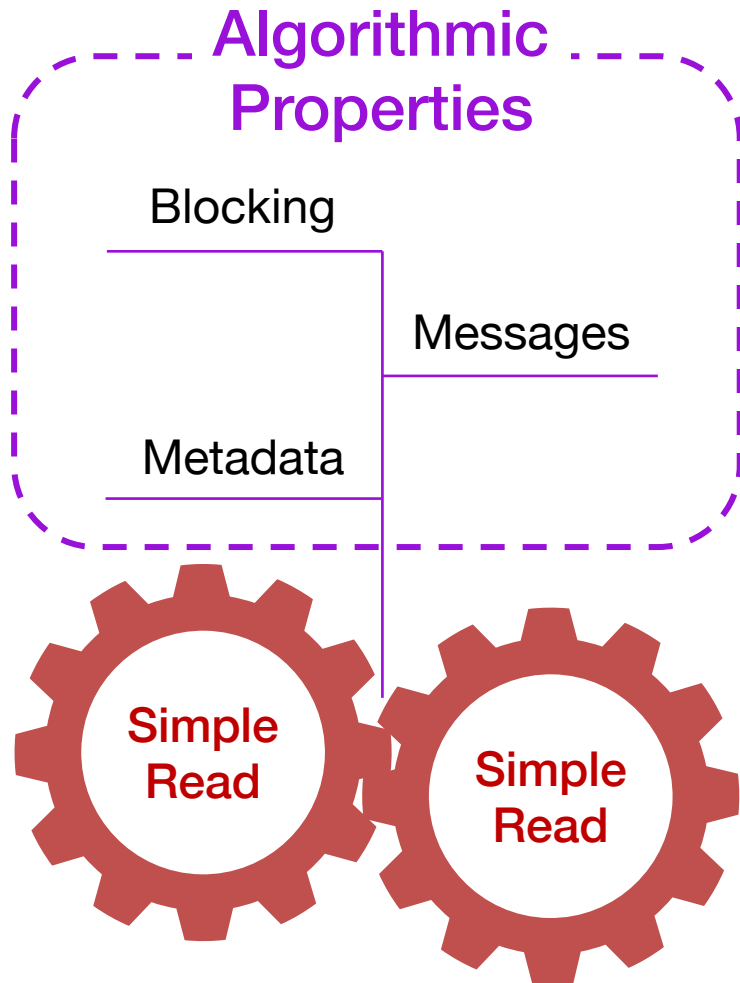 Algorithmic
Properties
Blocking
Messages
Metadata
Simple
Read
Simple
Read